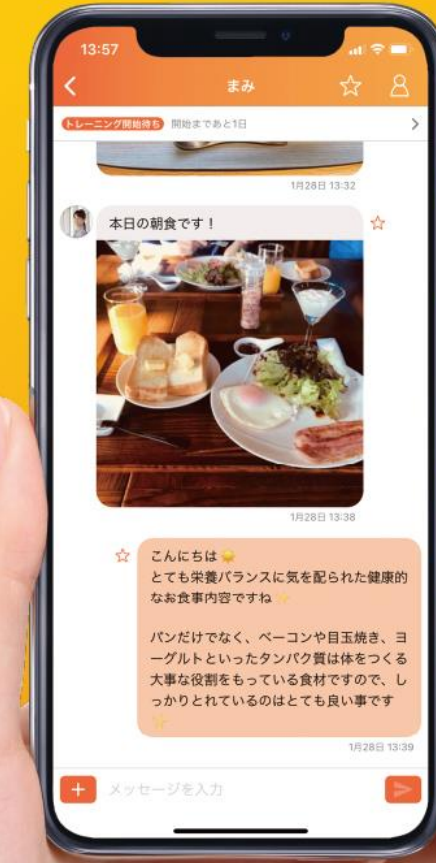 13:57
まみ
トレーニング開始待ち 開始まであと1日
1月28日 13:32
本日の朝食です！
1月28日 13:38
こんにちは
とても栄養バランスに気を配られた健康的
なお食事内容ですね
パンだけでなく、ベーコンや目玉焼き、ヨ
ーグルトといったタンパク質は体をつくる
大事な役割をもっている食材ですので、し
っかりとれているのはとても良い事です
1月28日 13:39
メッセージを入力